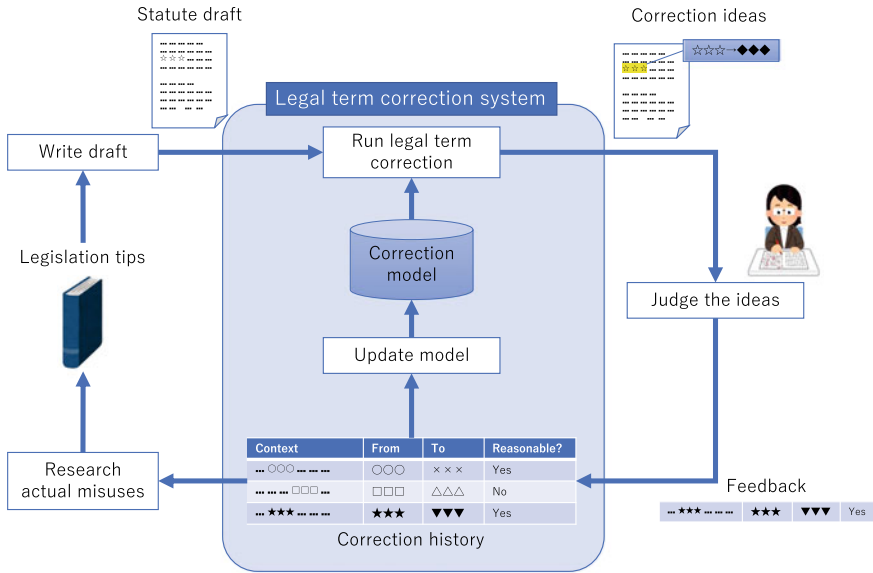 Statute draft
Correction ideas
☆☆☆
☆☆☆→◆◆◆
☆☆☆
Legal term correction system
Write draft
Run legal term
correction
Legislation tips
Correction
model
Judge the ideas
Update model
Context From To Reasonable?
… ○○○ … … … ○○○ ××× Yes
… … … □□□ … □□□ △△△ No
… ★★★ … … … ★★★ ▼▼▼ Yes
Research
actual misuses
Correction history
Feedback
… ★★★ … … … ★★★ ▼▼▼ Yes